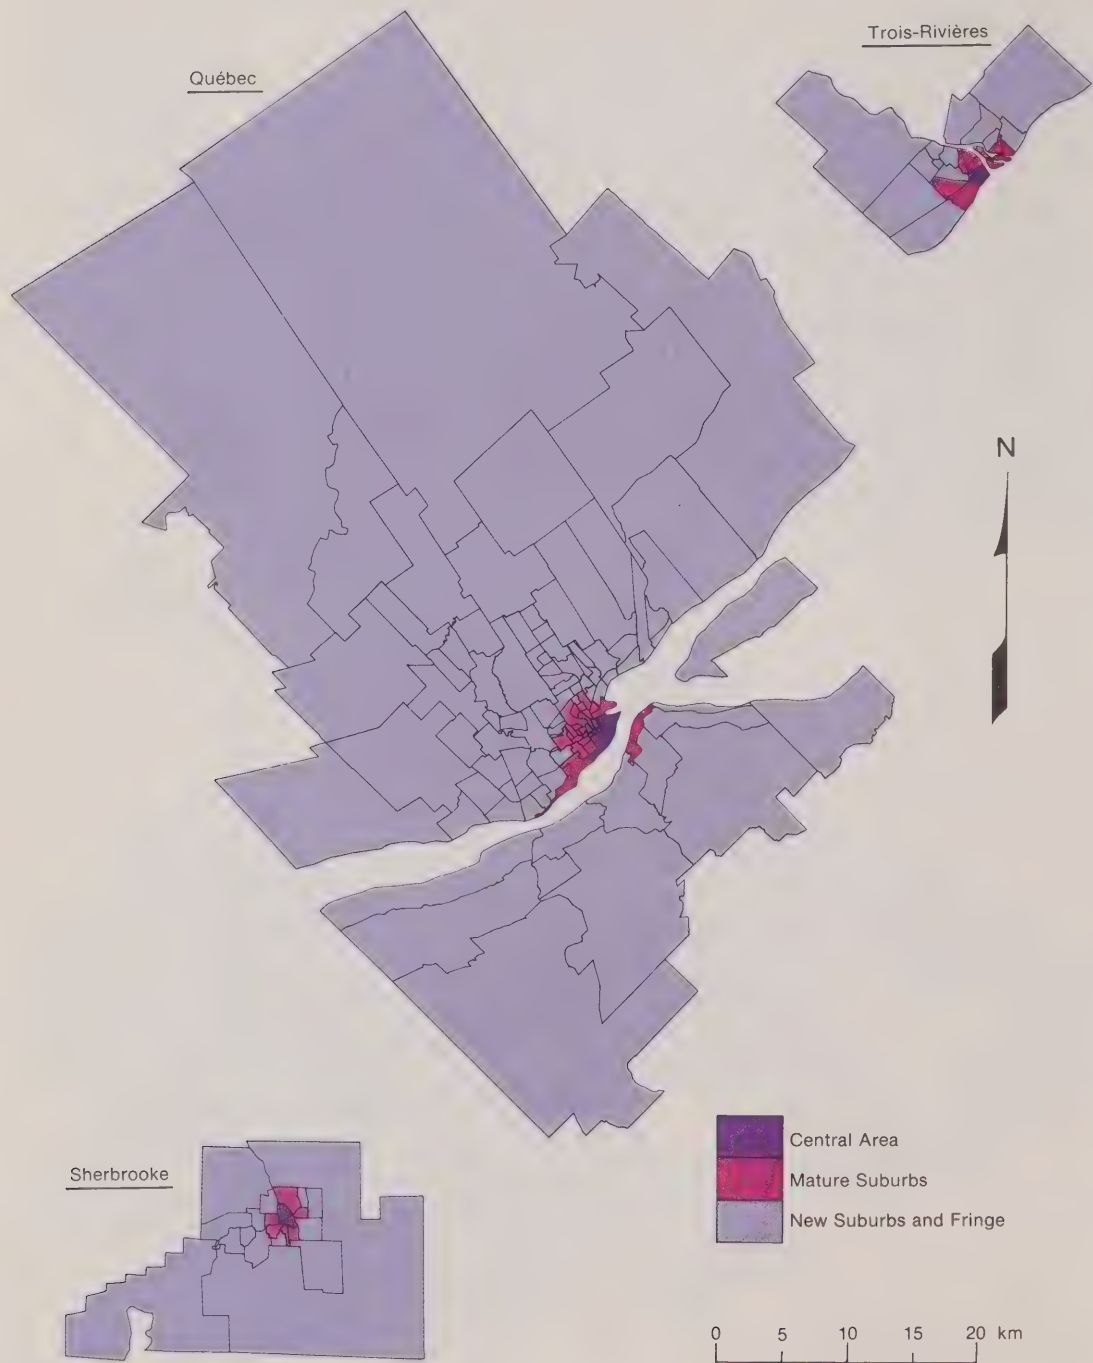 Trois-Rivières
Québec
N
Sherbrooke
Central Area
Mature Suburbs
New Suburbs and Fringe
0 5 10 15 20 km